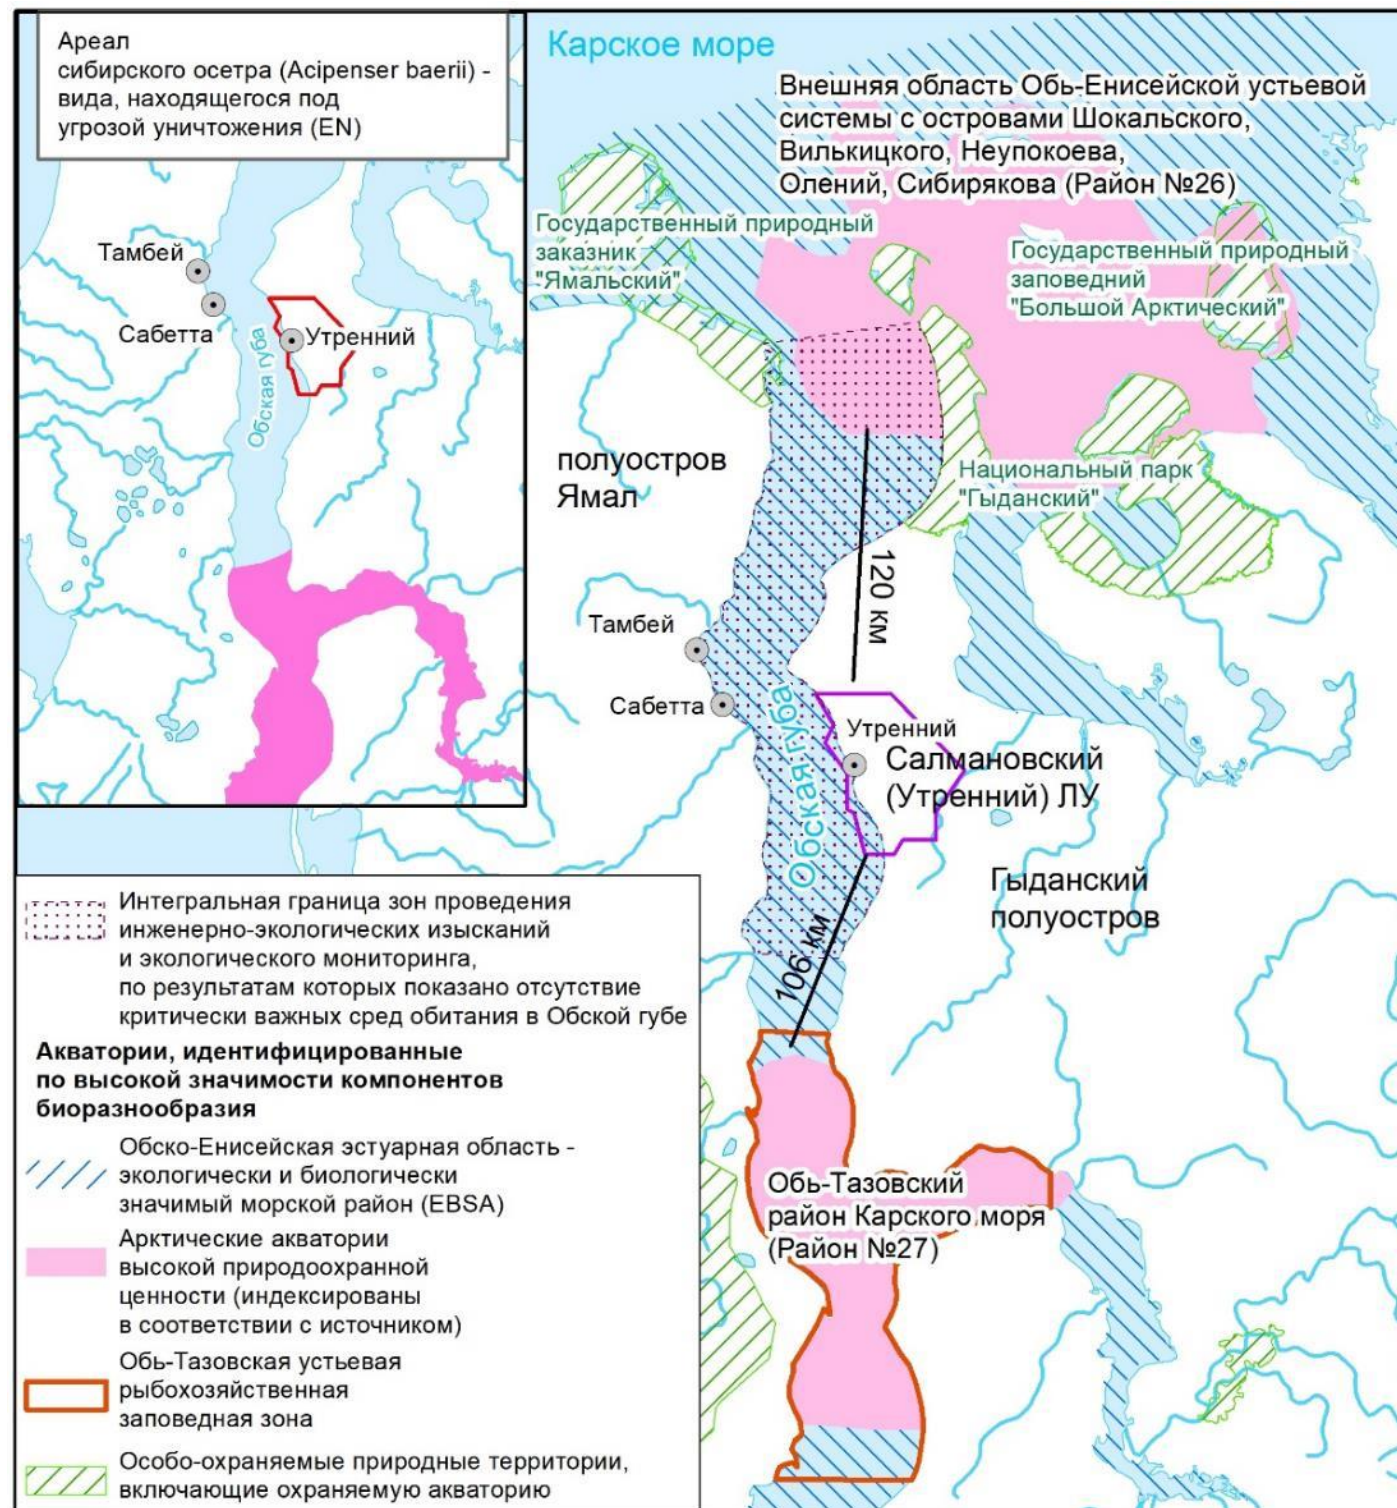 Ареал
сибирского осетра (Acipenser baerii) -
вида, находящегося под
угрозой уничтожения (EN)
Тамбей
Сабетта
Утренний
Обская губа
Карское море
Внешняя область Обь-Енисейской устьевой
системы с островами Шокальского,
Вилькицкого, Неупокоева,
Олений, Сибирякова (Район №26)
Государственный природный
заказник
"Ямальский"
Государственный природный
заповедний
"Большой Арктический"
полуостров
Ямал
Национальный парк
"Гыданский"
120 км
Тамбей
Сабетта
Обская губа
Утренний
Салмановский
(Утренний) ЛУ
Гыданский
полуостров
106 км
Обь-Тазовский
район Карского моря
(Район №27)
Интегральная граница зон проведения
инженерно-экологических изысканий
и экологического мониторинга,
по результатам которых показано отсутствие
критически важных сред обитания в Обской губе
Акватории, идентифицированные
по высокой значимости компонентов
биоразнообразия
Обско-Енисейская эстуарная область -
экологически и биологически
значимый морской район (EBSA)
Арктические акватории
высокой природоохранной
ценности (индексированы
в соответствии с источником)
Обь-Тазовская устьевая
рыбохозяйственная
заповедная зона
Особо-охраняемые природные территории,
включающие охраняемую акваторию